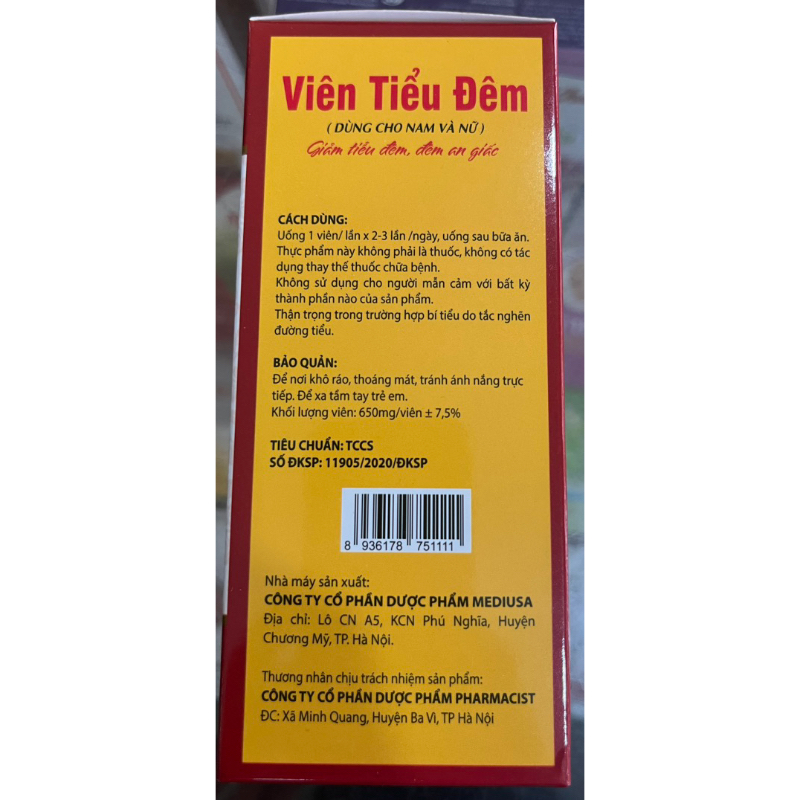 Viên Tiểu Đêm
( DÙNG CHO NAM VÀ NỮ )
Giảm tiểu đêm, đêm an giấc
CÁCH DÙNG:
Uống 1 viên/ lần x 2-3 lần /ngày, uống sau bữa ăn.
Thực phẩm này không phải là thuốc, không có tác
dụng thay thế thuốc chữa bệnh.
Không sử dụng cho người mẫn cảm với bất kỳ
thành phần nào của sản phẩm.
Thận trọng trong trường hợp bí tiểu do tắc nghẽn
đường tiểu.
BẢO QUẢN:
Để nơi khô ráo, thoáng mát, tránh ánh nắng trực
tiếp. Để xa tầm tay trẻ em.
Khối lượng viên: 650mg/viên ± 7,5%
TIÊU CHUẨN: TCCS
SỐ ĐKSP: 11905/2020/ĐKSP
8 936178 751111
Nhà máy sản xuất:
CÔNG TY CỔ PHẦN DƯỢC PHẨM MEDIUSA
Địa chỉ: Lô CN A5, KCN Phú Nghĩa, Huyện
Chương Mỹ, TP. Hà Nội.
Thương nhân chịu trách nhiệm sản phẩm:
CÔNG TY CỔ PHẦN DƯỢC PHẨM PHARMACIST
ĐC: Xã Minh Quang, Huyện Ba Vì, TP Hà Nội